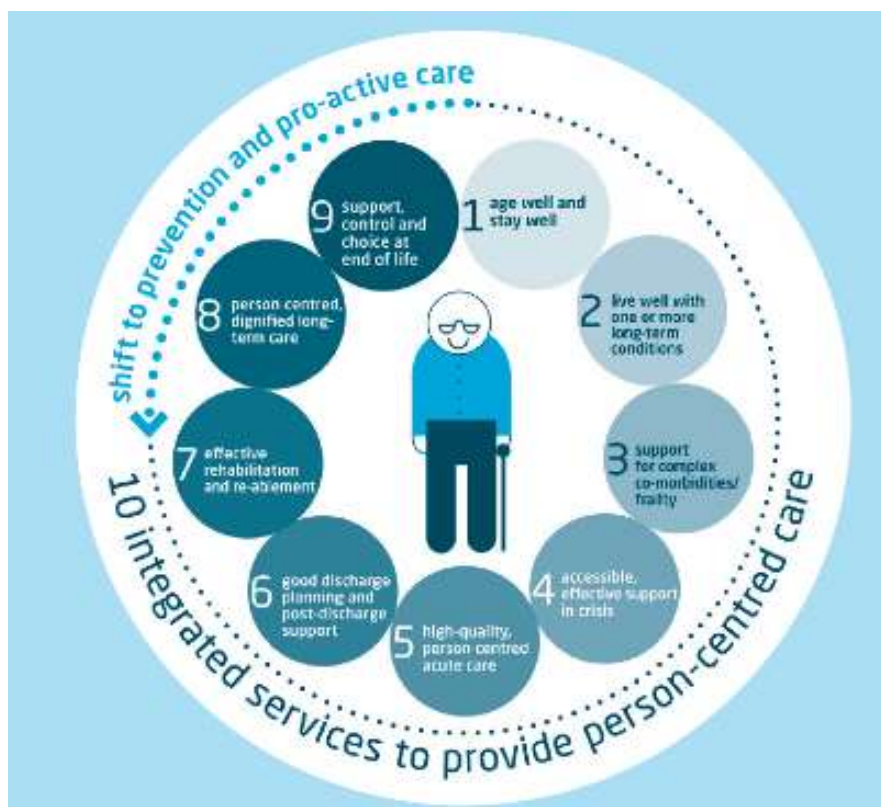 shift to prevention and pro-active care
1 age well and
stay well
2 live well with
one or more
long-term
conditions
3 support
for complex
co-morbidities/
frailty
4 accessible,
effective support
in crisis
5 high-quality,
person-centred
acute care
6 good discharge
planning and
post-discharge
support
7 effective
rehabilitation
and re-ablement
8 person-centred,
dignified long-
term care
9 support,
control and
choice at
end of life
10 integrated services to provide person-centred care